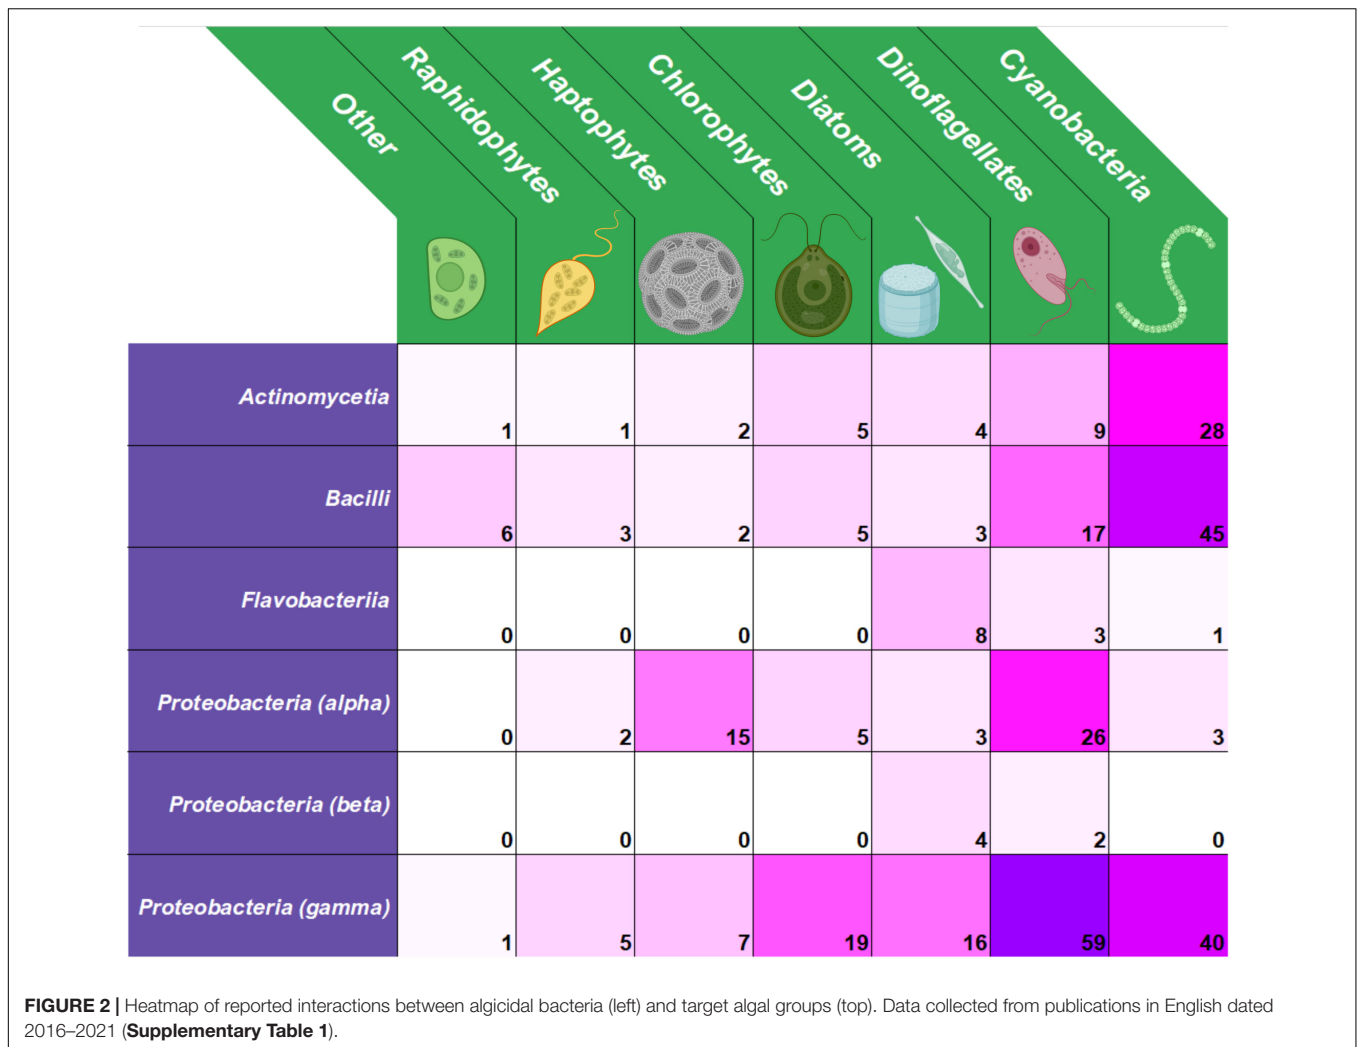 Other
Raphidophytes
Haptophytes
Chlorophytes
Diatoms
Dinoflagellates
Cyanobacteria
Actinomycetia
1 1 2 5 4 9 28
Bacilli
6 3 2 5 3 17 45
Flavobacteriia
0 0 0 0 8 3 1
Proteobacteria (alpha)
0 2 15 5 3 26 3
Proteobacteria (beta)
0 0 0 0 4 2 0
Proteobacteria (gamma)
1 5 7 19 16 59 40
FIGURE 2 | Heatmap of reported interactions between algicidal bacteria (left) and target algal groups (top). Data collected from publications in English dated
2016–2021 (Supplementary Table 1).